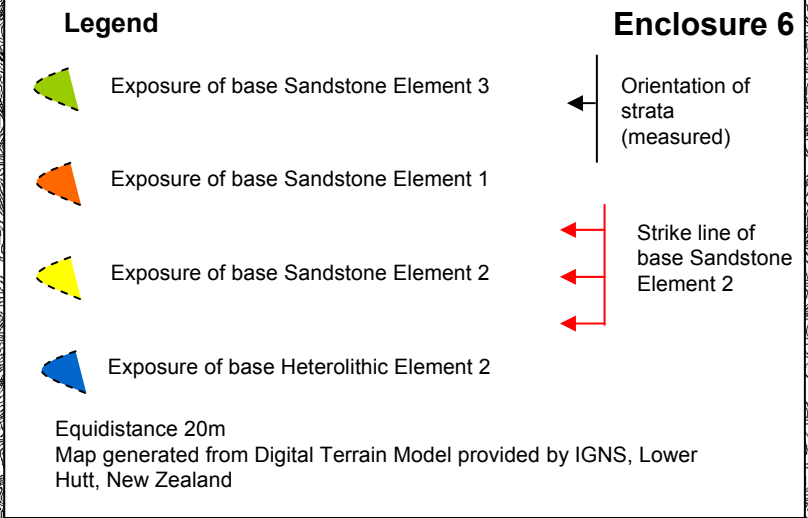 Legend
Enclosure 6
Exposure of base Sandstone Element 3
Orientation of
strata
(measured)
Exposure of base Sandstone Element 1
Strike line of
base Sandstone
Element 2
Exposure of base Sandstone Element 2
Exposure of base Heterolithic Element 2
Equidistance 20m
Map generated from Digital Terrain Model provided by IGNS, Lower
Hutt, New Zealand